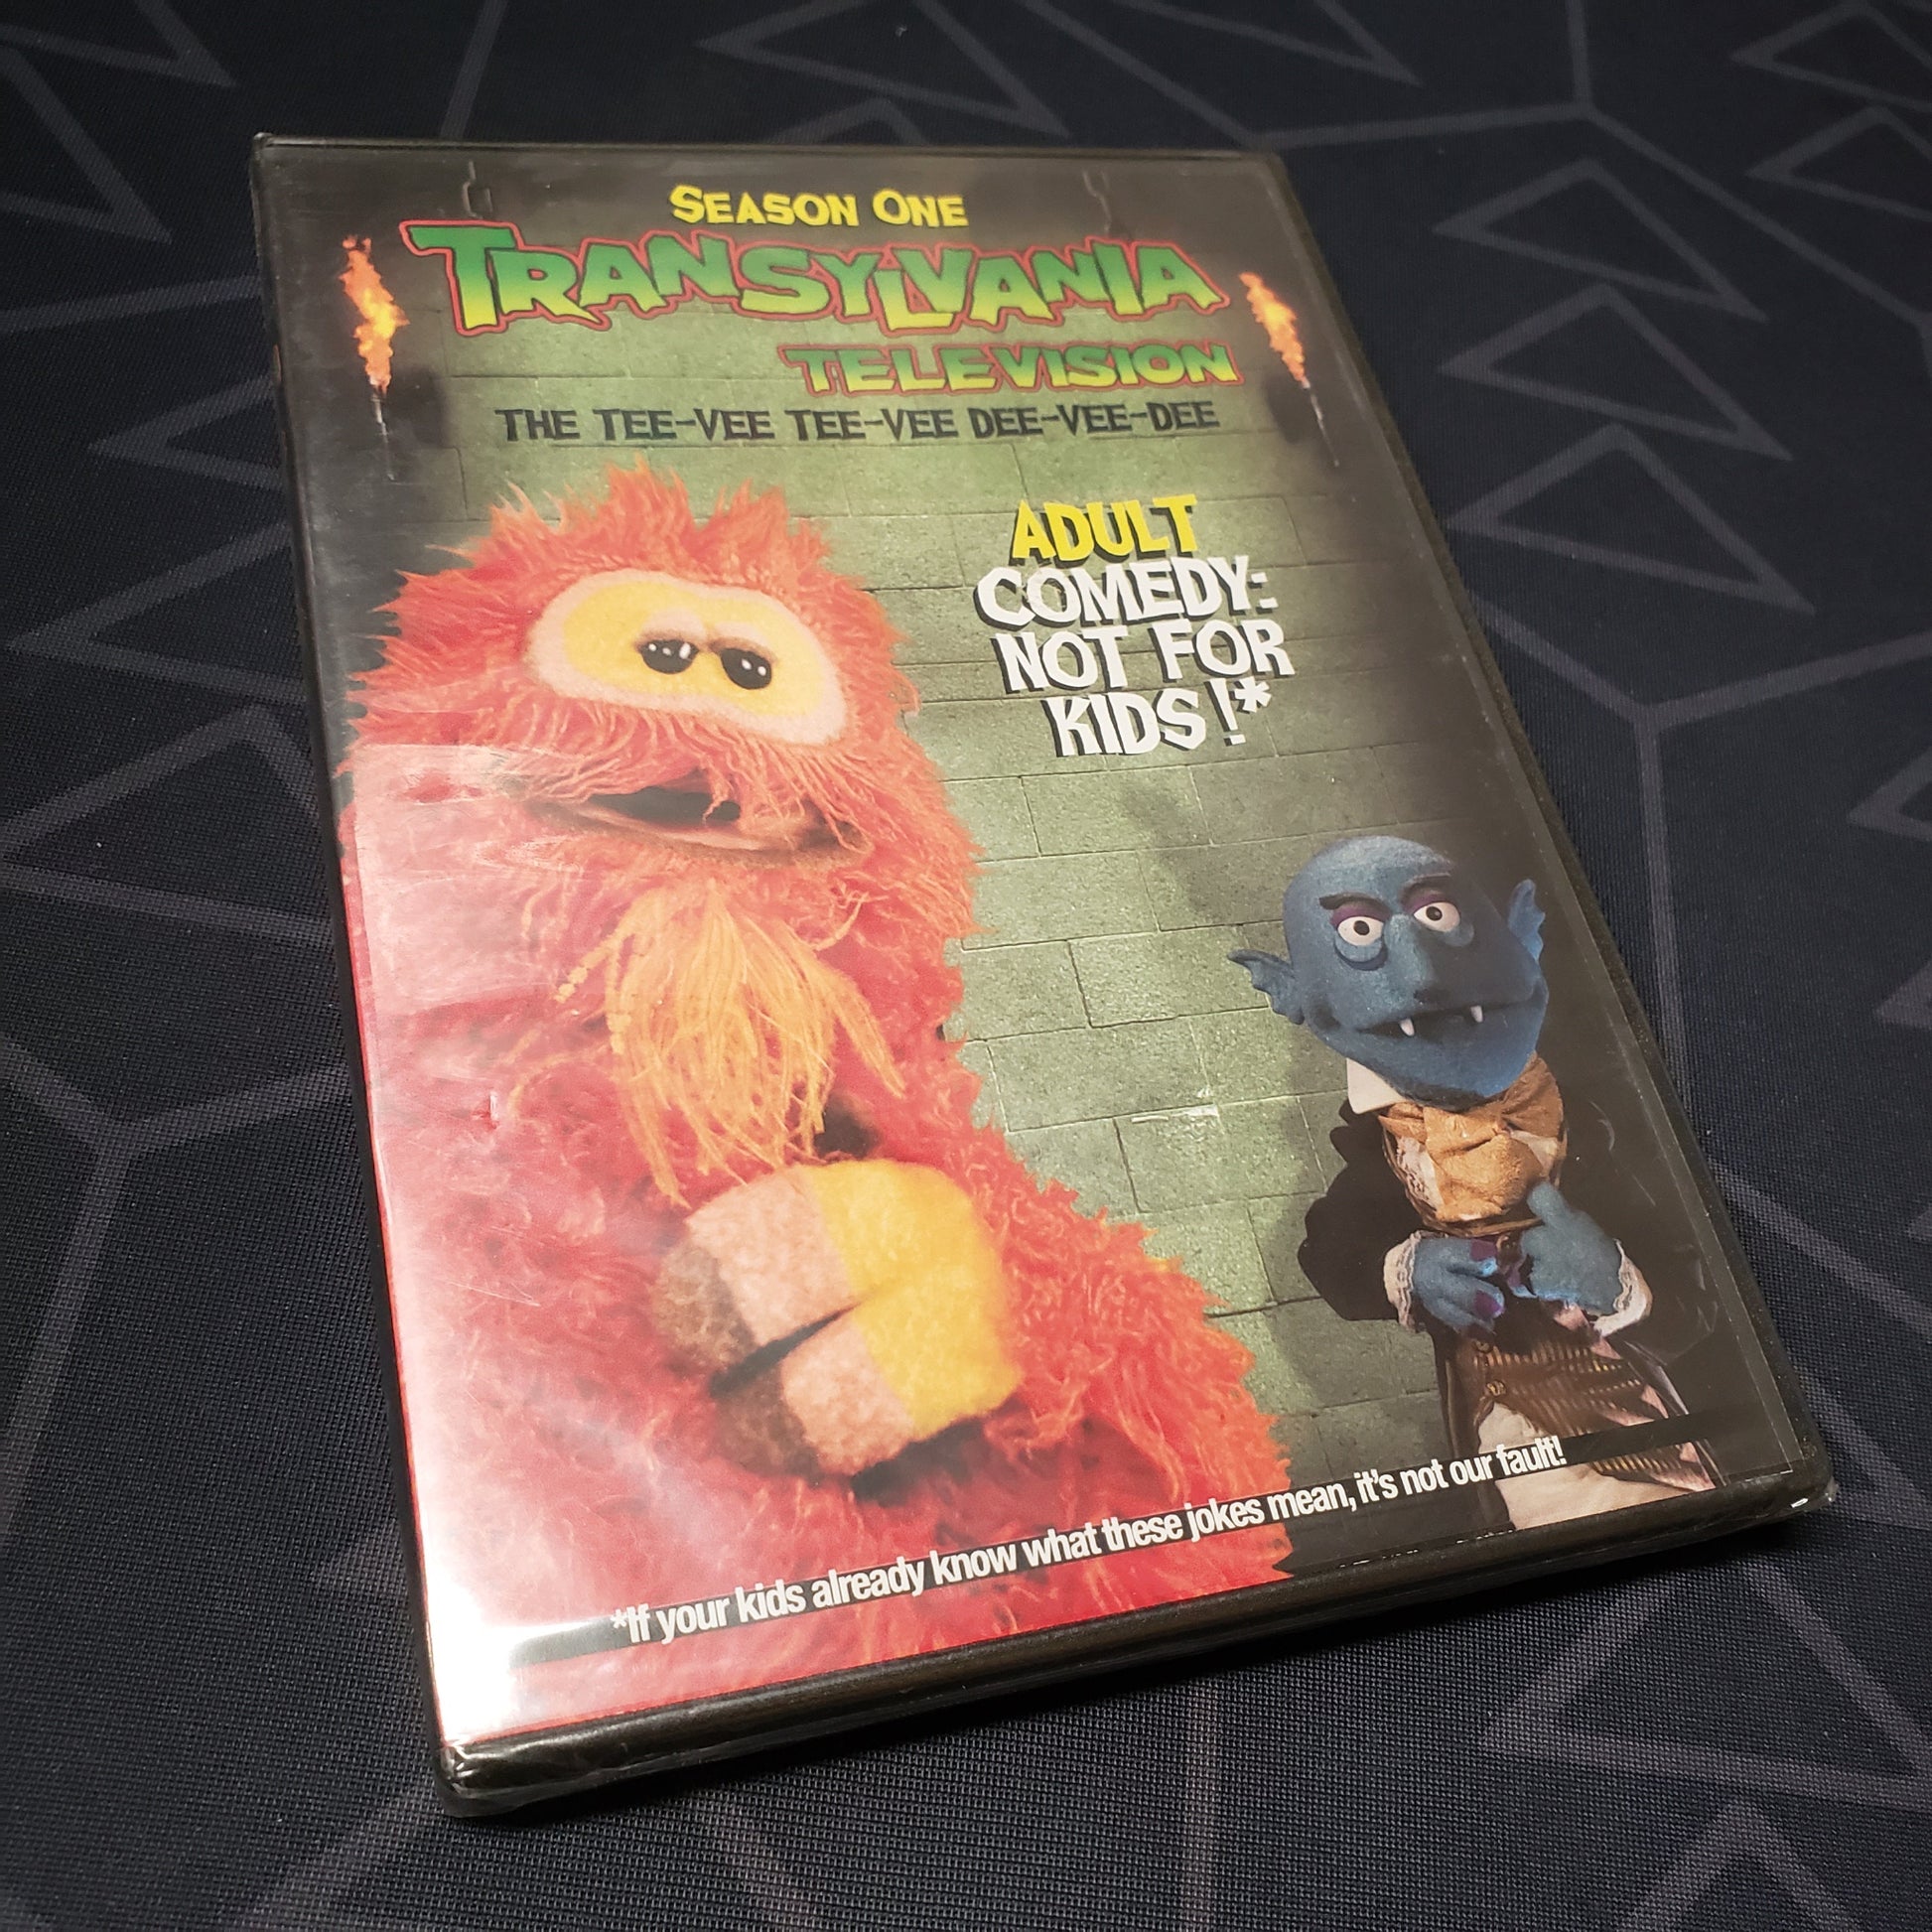 SEASON ONE
TRANSYLVANIA
TELEVISION
THE TEE-VEE TEE-VEE DEE-VEE-DEE
ADULT
COMEDY:
NOT FOR
KIDS!*
*If your kids already know what these jokes mean, it's not our fault!